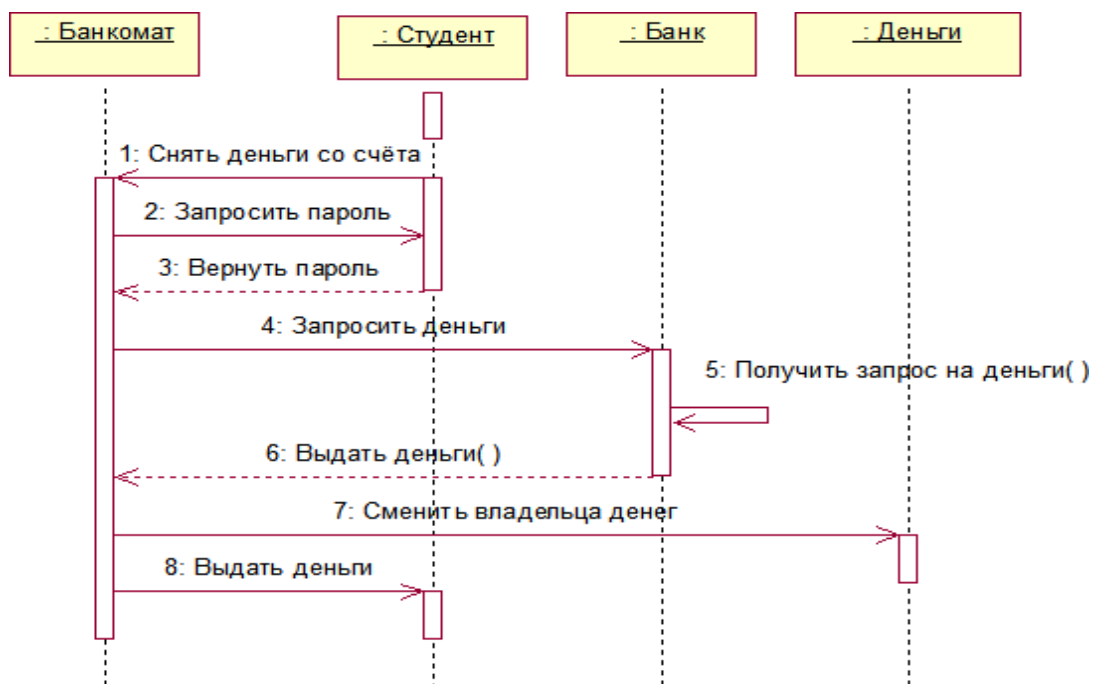 _: Банкомат
_: Студент
_: Банк
_: Деньги
1: Снять деньги со счёта
2: Запросить пароль
3: Вернуть пароль
4: Запросить деньги
5: Получить запрос на деньги( )
6: Выдать деньги( )
7: Сменить владельца денег
8: Выдать деньги